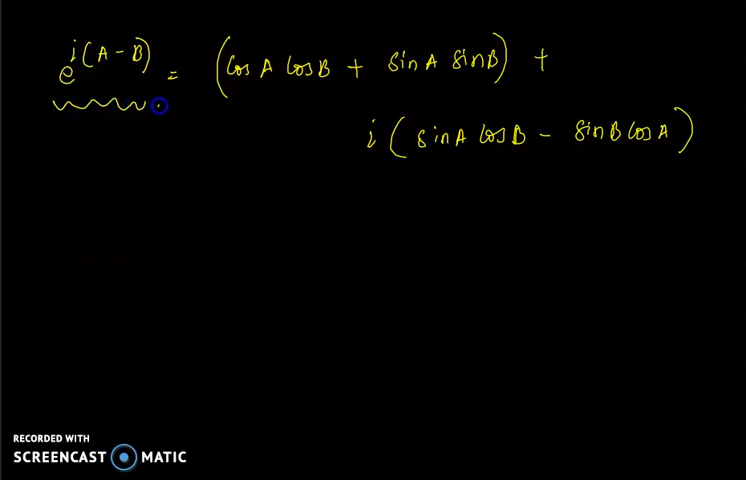 e^{i(A-B)} = (cos A cos B + sin A sin B) +
i ( sin A cos B - sin B cos A )
RECORDED WITH
SCREENCAST MATIC